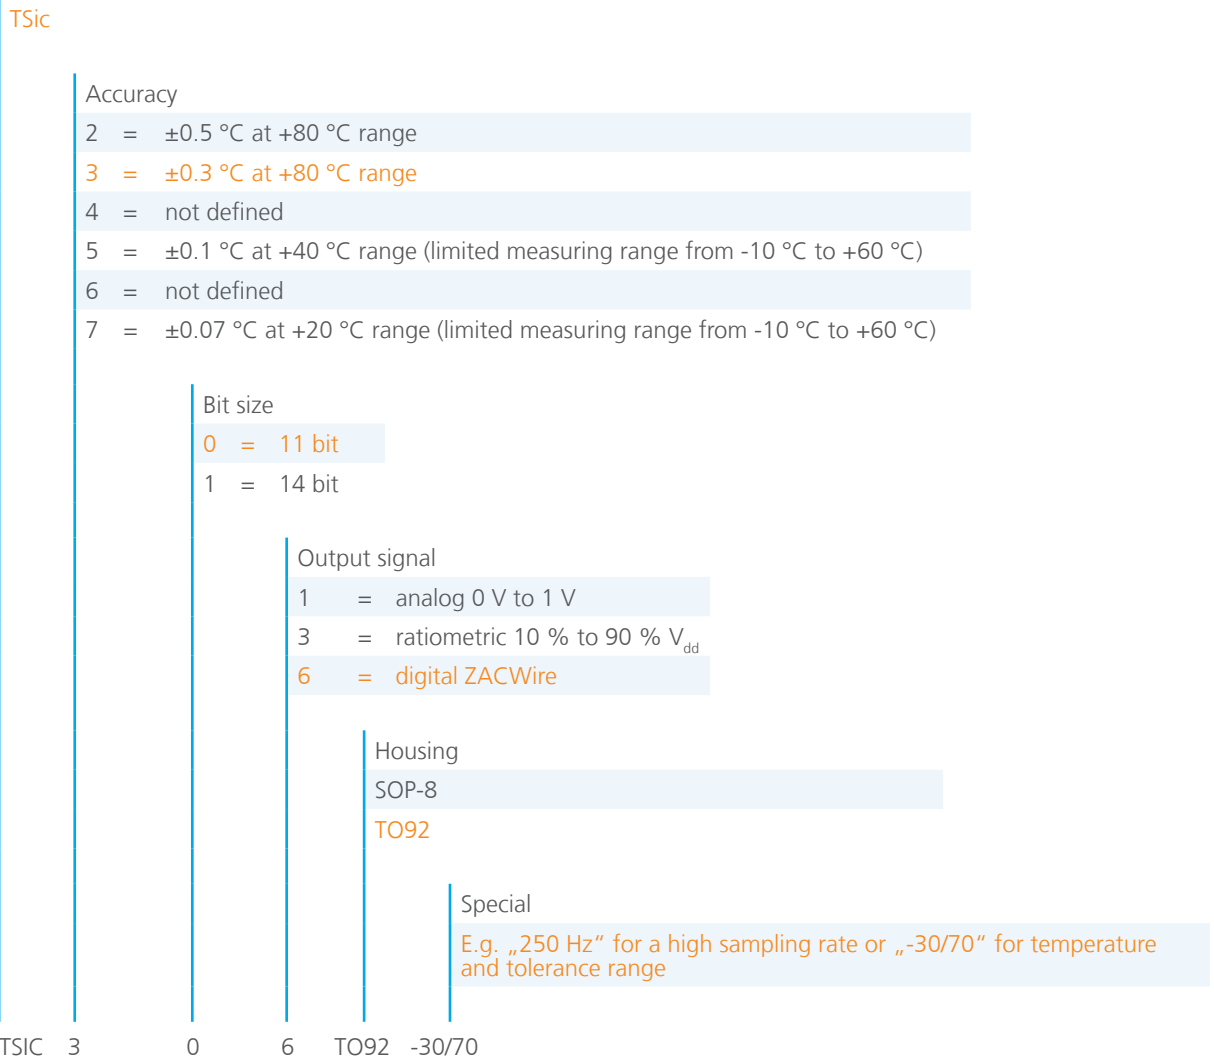 TSic
Accuracy
2 = ±0.5 °C at +80 °C range
3 = ±0.3 °C at +80 °C range
4 = not defined
5 = ±0.1 °C at +40 °C range (limited measuring range from -10 °C to +60 °C)
6 = not defined
7 = ±0.07 °C at +20 °C range (limited measuring range from -10 °C to +60 °C)
Bit size
0 = 11 bit
1 = 14 bit
Output signal
1 = analog 0 V to 1 V
3 = ratiometric 10 % to 90 % Vdd
6 = digital ZACWire
Housing
SOP-8
TO92
Special
E.g. „250 Hz“ for a high sampling rate or „-30/70“ for temperature
and tolerance range
TSIC 3 0 6 TO92 -30/70